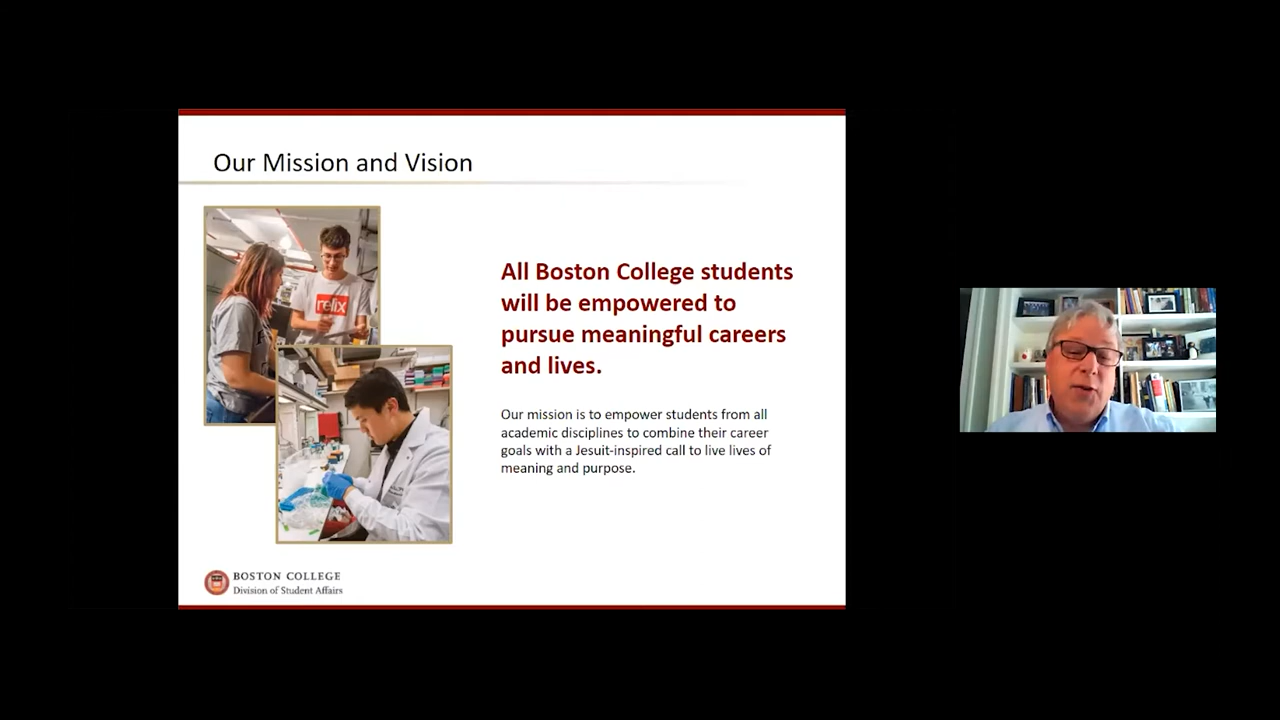 Our Mission and Vision
relix
All Boston College students
will be empowered to
pursue meaningful careers
and lives.
Our mission is to empower students from all
academic disciplines to combine their career
goals with a Jesuit-inspired call to live lives of
meaning and purpose.
BOSTON COLLEGE
Division of Student Affairs